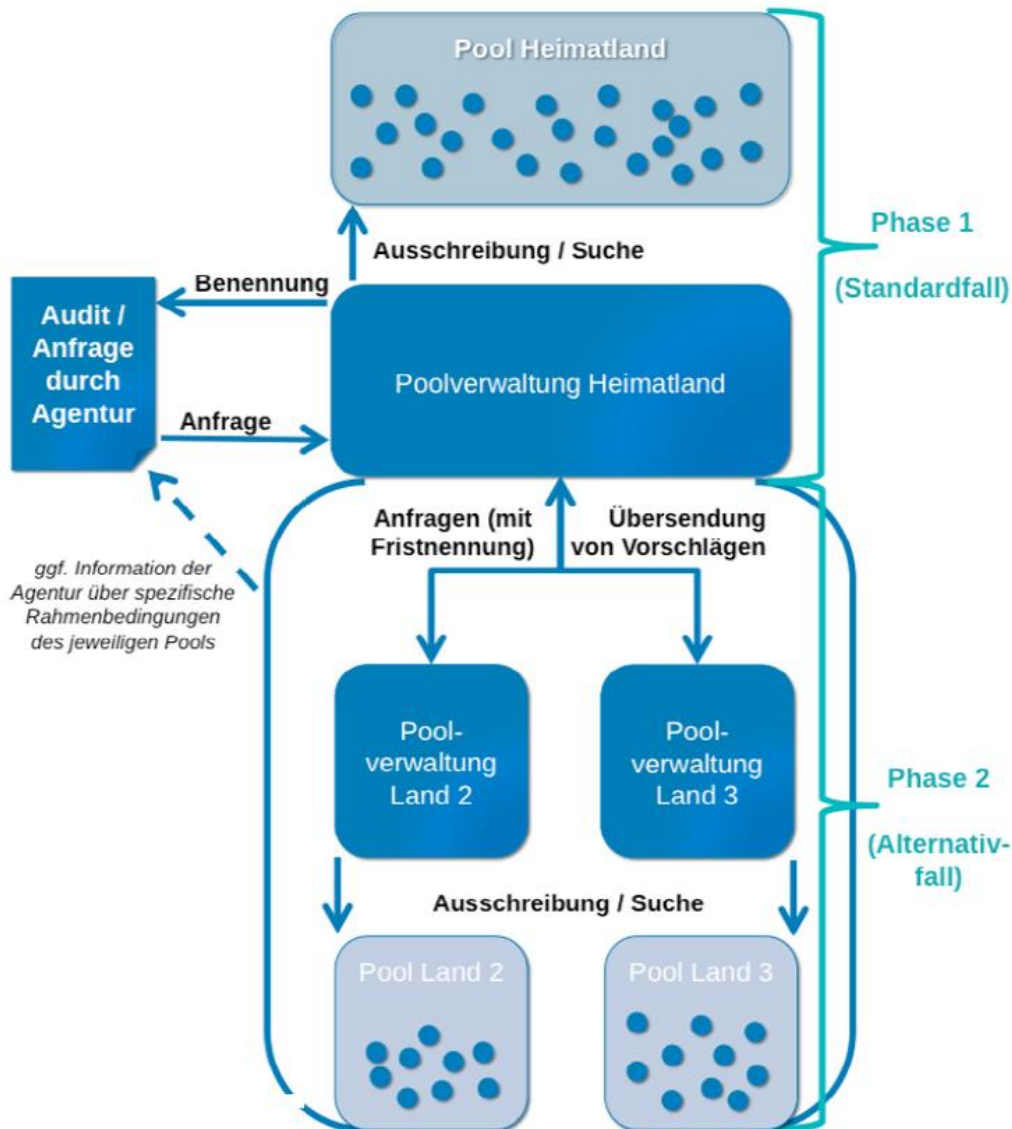 Pool Heimatland
Phase 1
(Standardfall)
Ausschreibung / Suche
Benennung
Audit /
Anfrage
durch
Agentur
Poolverwaltung Heimatland
Anfrage
Anfragen (mit
Fristnennung)
Übersendung
von Vorschlägen
ggf. Information der
Agentur über spezifische
Rahmenbedingungen
des jeweiligen Pools
Pool-
verwaltung
Land 2
Pool-
verwaltung
Land 3
Phase 2
(Alternativ-
fall)
Ausschreibung / Suche
Pool Land 2
Pool Land 3